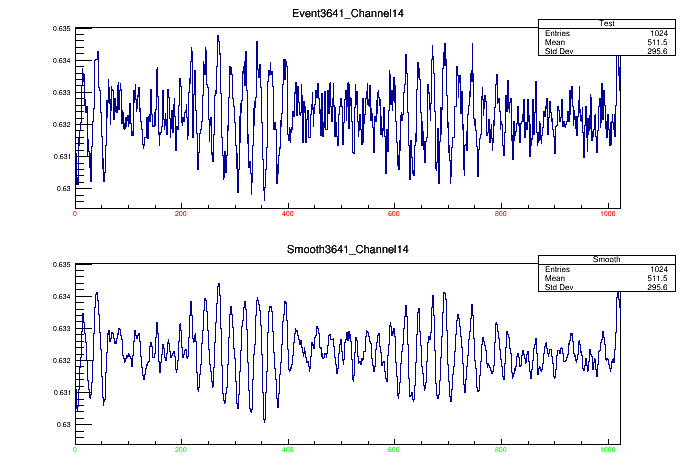 Event3641_Channel14
Test
Entries 1024
Mean 511.5
Std Dev 295.6
0.635
0.634
0.633
0.632
0.631
0.63
0 200 400 600 800 1000
Smooth3641_Channel14
Smooth
Entries 1024
Mean 511.5
Std Dev 295.6
0.635
0.634
0.633
0.632
0.631
0.63
0 200 400 600 800 1000